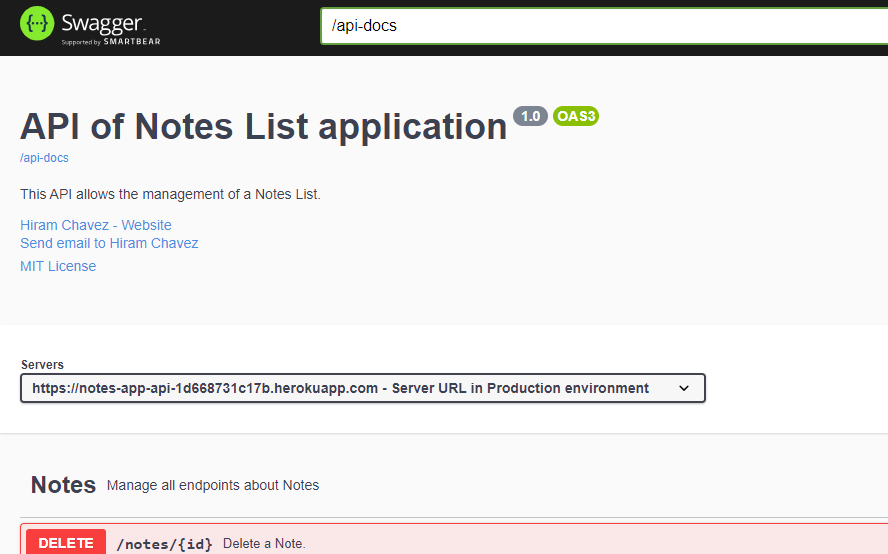 {···} Swagger
Supported by SMARTBEAR
/api-docs
API of Notes List application 1.0 OAS3
/api-docs
This API allows the management of a Notes List.
Hiram Chavez - Website
Send email to Hiram Chavez
MIT License
Servers
https://notes-app-api-1d668731c17b.herokuapp.com - Server URL in Production environment
Notes Manage all endpoints about Notes
DELETE /notes/{id} Delete a Note.